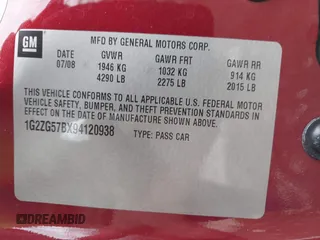 GM
MFD BY GENERAL MOTORS CORP.
DATE GVWR GAWR FRT GAWR RR
07/08 1946 KG 1032 KG 914 KG
4290 LB 2275 LB 2015 LB
THIS VEHICLE CONFORMS TO ALL APPLICABLE U.S. FEDERAL MOTOR
VEHICLE SAFETY, BUMPER, AND THEFT PREVENTION STANDARDS IN
EFFECT ON THE DATE OF MANUFACTURE SHOWN ABOVE.
1G2ZG57BX94120938 TYPE: PASS CAR
DREAMBID